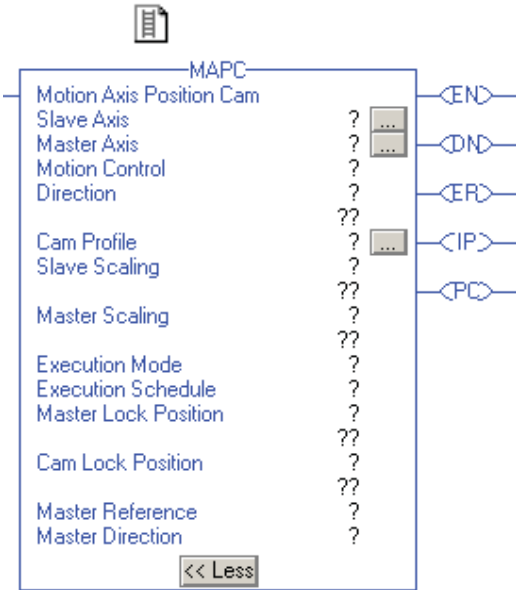 MAPC
Motion Axis Position Cam
EN
Slave Axis ? ...
Master Axis ? ...
DN
Motion Control ?
Direction ?
ER
??
Cam Profile ? ...
IP
Slave Scaling ?
??
PC
Master Scaling ?
??
Execution Mode ?
Execution Schedule ?
Master Lock Position ?
??
Cam Lock Position ?
??
Master Reference ?
Master Direction ?
<< Less